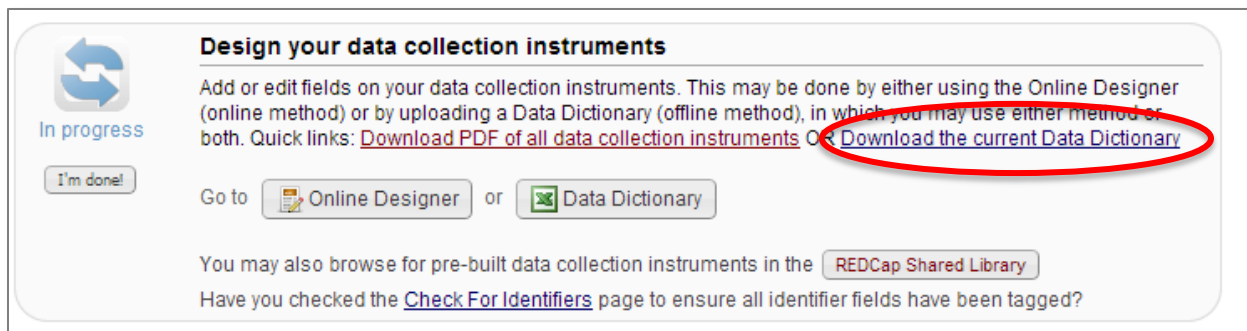 Design your data collection instruments
Add or edit fields on your data collection instruments. This may be done by either using the Online Designer
(online method) or by uploading a Data Dictionary (offline method), in which you may use either method or
both. Quick links: Download PDF of all data collection instruments OR Download the current Data Dictionary
In progress
I'm done!
Go to Online Designer or Data Dictionary
You may also browse for pre-built data collection instruments in the REDCap Shared Library
Have you checked the Check For Identifiers page to ensure all identifier fields have been tagged?